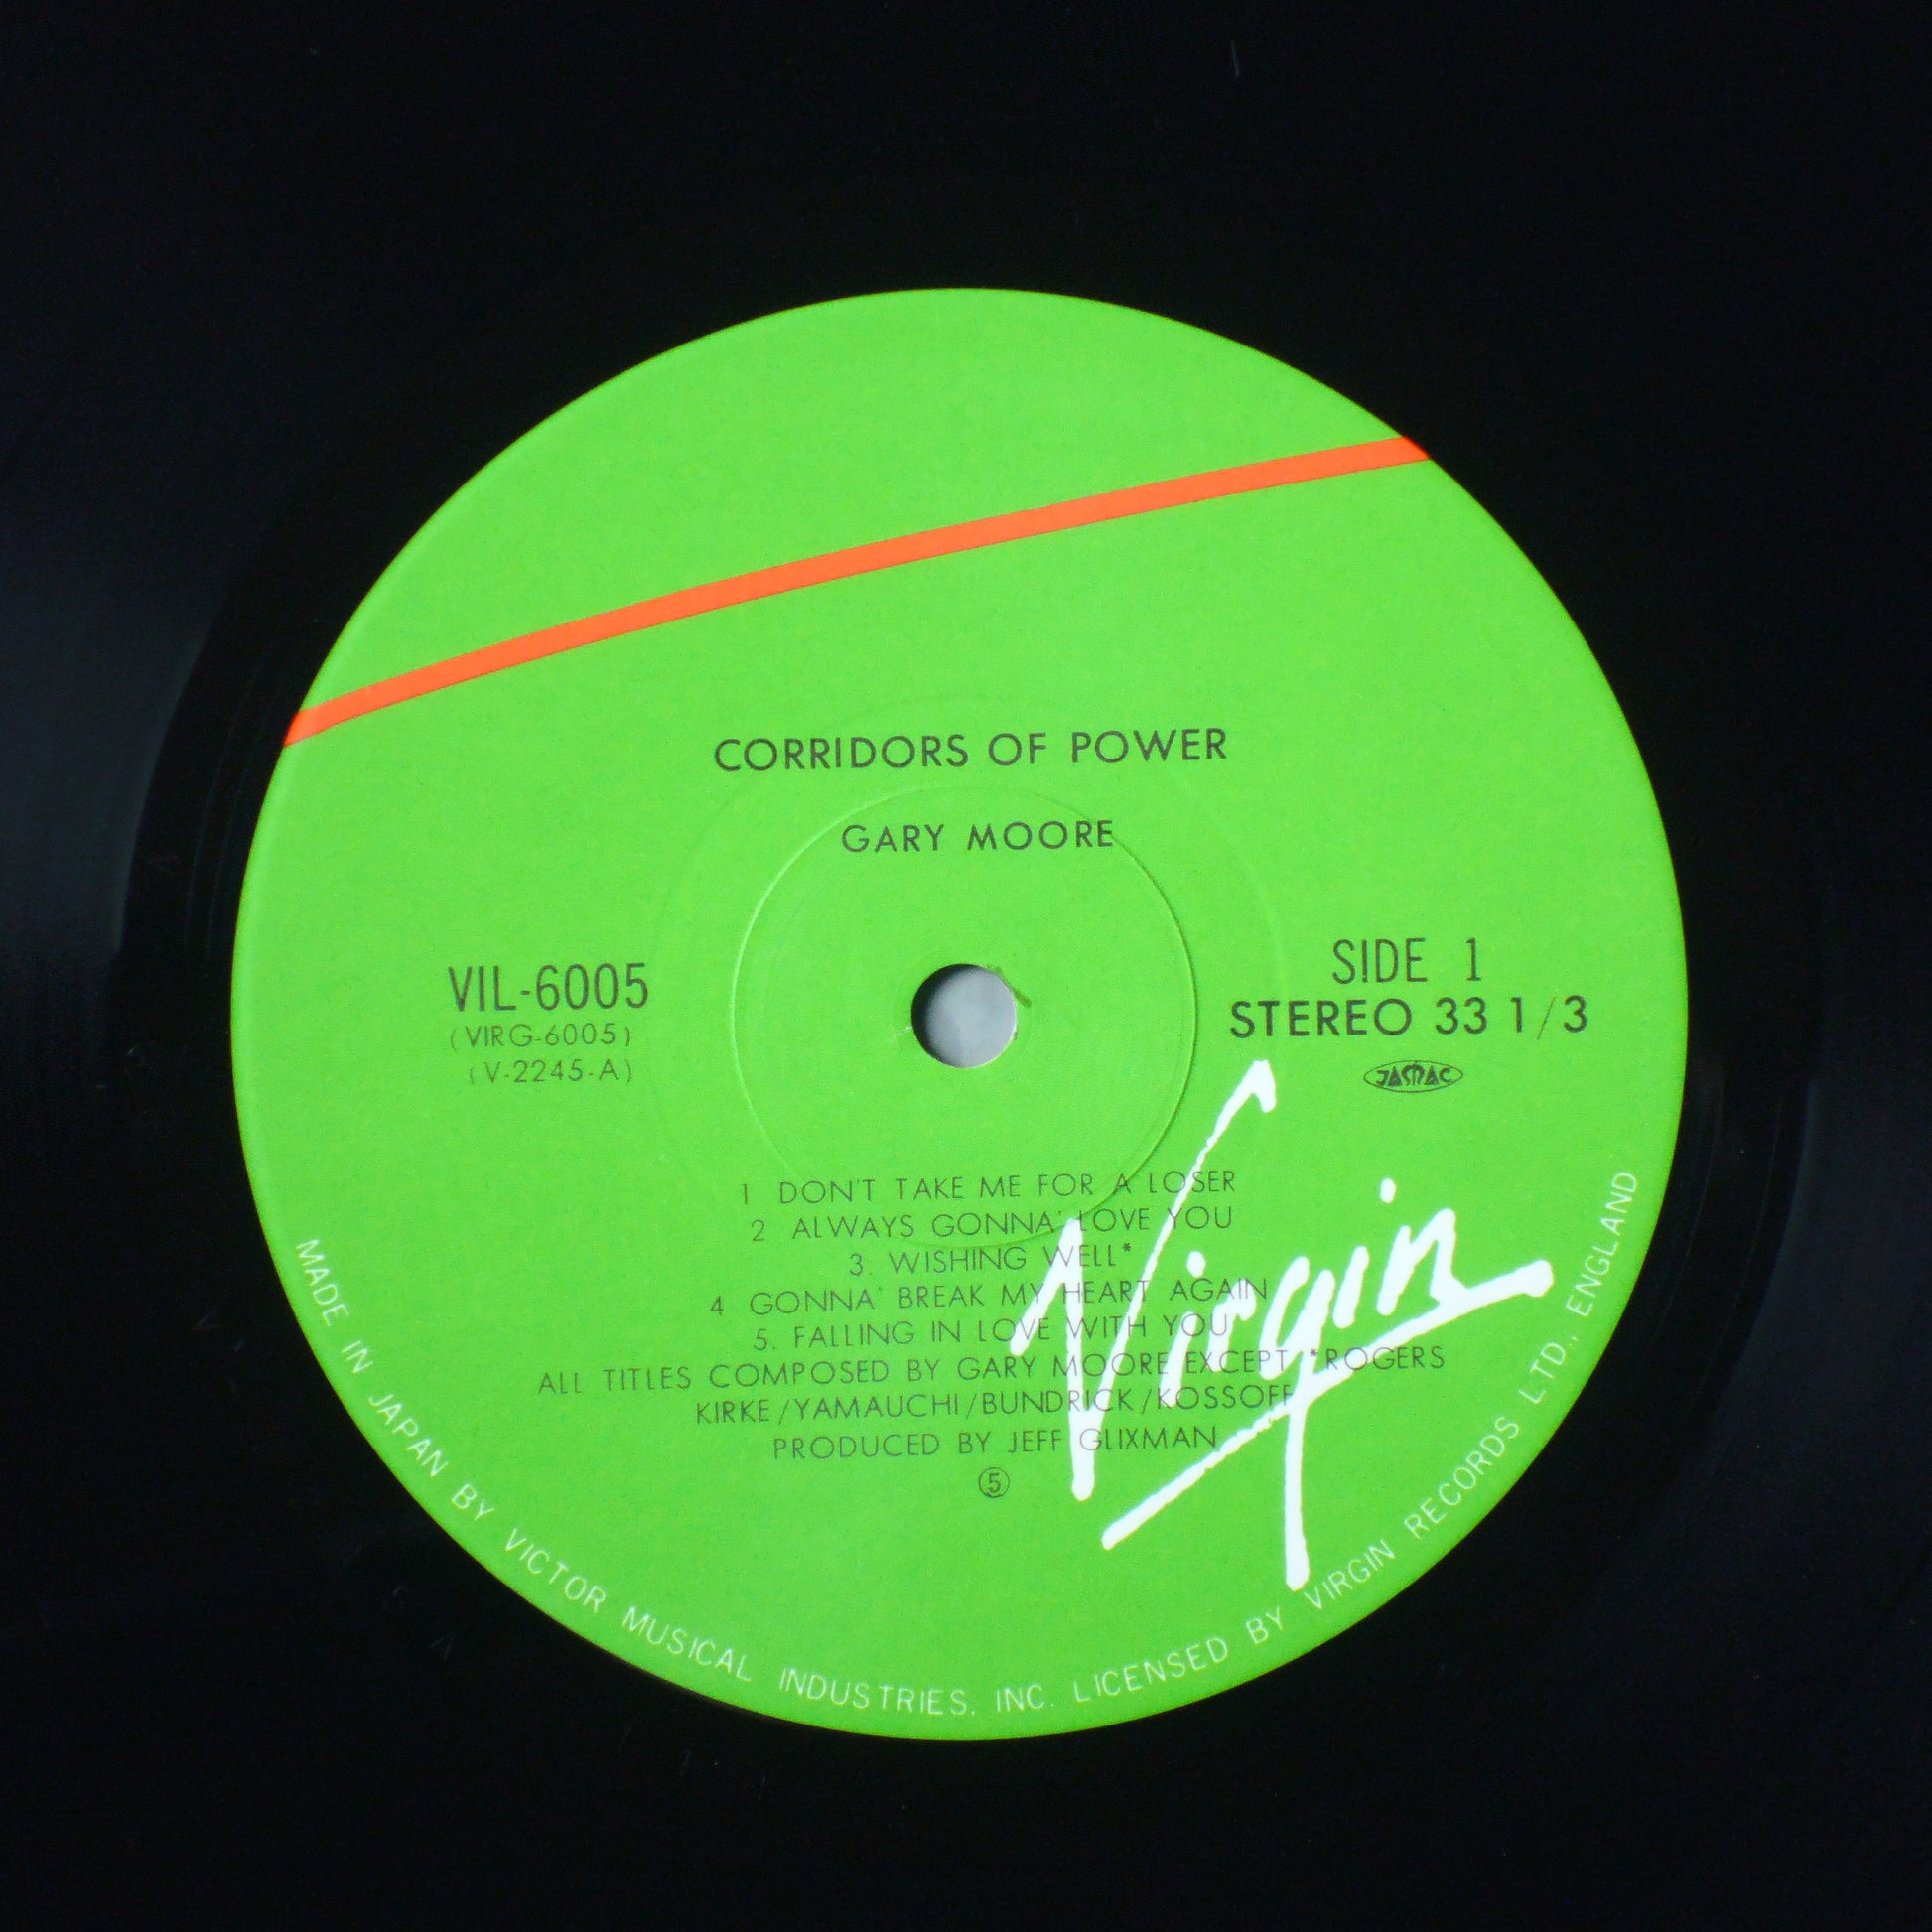 CORRIDORS OF POWER
GARY MOORE
VIL-6005
(VIRG-6005)
(V-2245-A)
SIDE 1
STEREO 33 1/3
JASRAC
1 DON'T TAKE ME FOR A LOSER
2 ALWAYS GONNA' LOVE YOU
3. WISHING WELL*
4 GONNA' BREAK MY HEART AGAIN
5. FALLING IN LOVE WITH YOU
ALL TITLES COMPOSED BY GARY MOORE EXCEPT *ROGERS
KIRKE/YAMAUCHI/BUNDRICK/KOSSOFF
PRODUCED BY JEFF GLIXMAN
⑤
Virgin
MADE IN JAPAN BY VICTOR MUSICAL INDUSTRIES, INC. LICENSED BY VIRGIN RECORDS LTD., ENGLAND